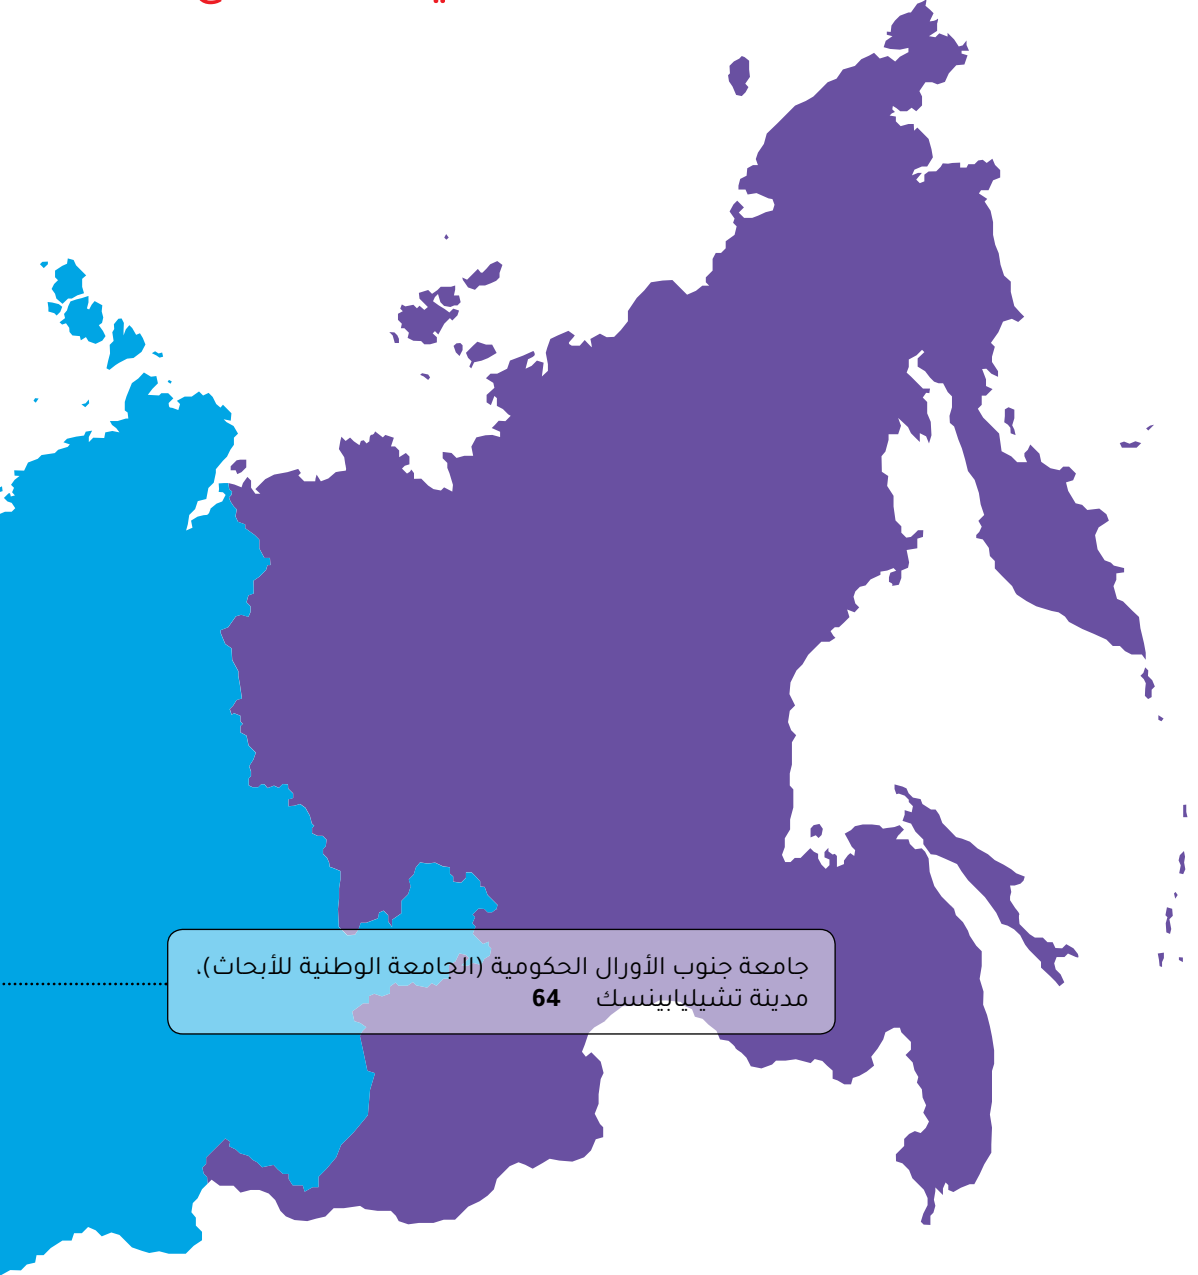 جامعة جنوب الأورال الحكومية (الجامعة الوطنية للأبحاث)،
مدينة تشيليابينسك 64